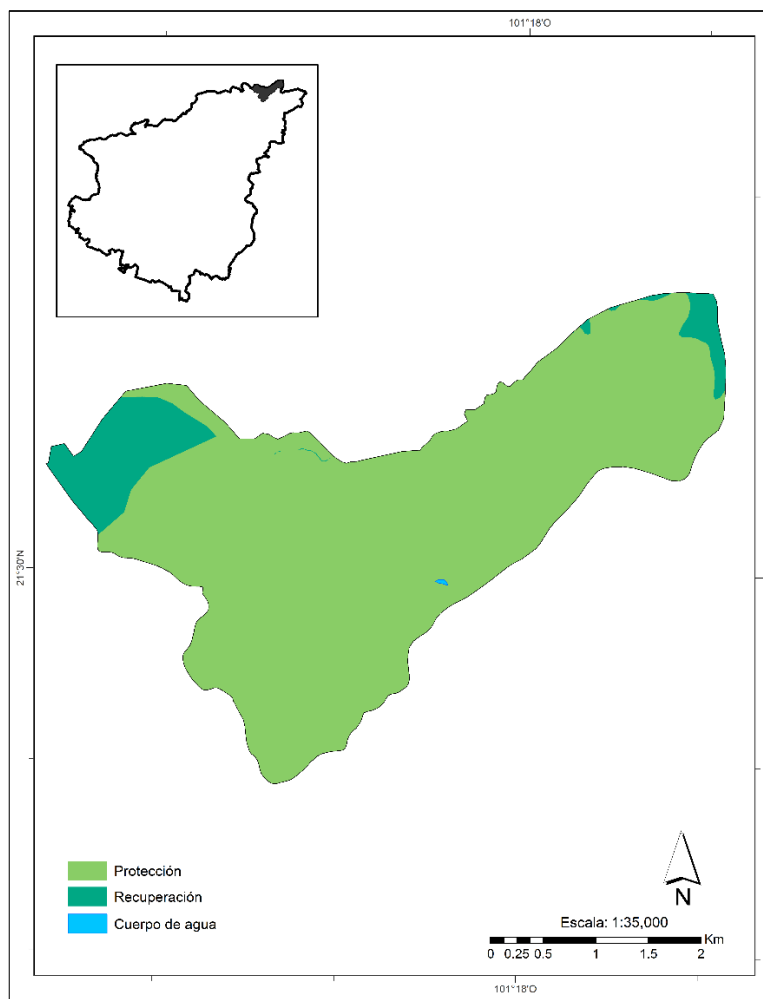 101°18'O
21°30'N
Protección
Recuperación
Cuerpo de agua
N
Escala: 1:35,000
Km
0 0.25 0.5 1 1.5 2
101°18'O